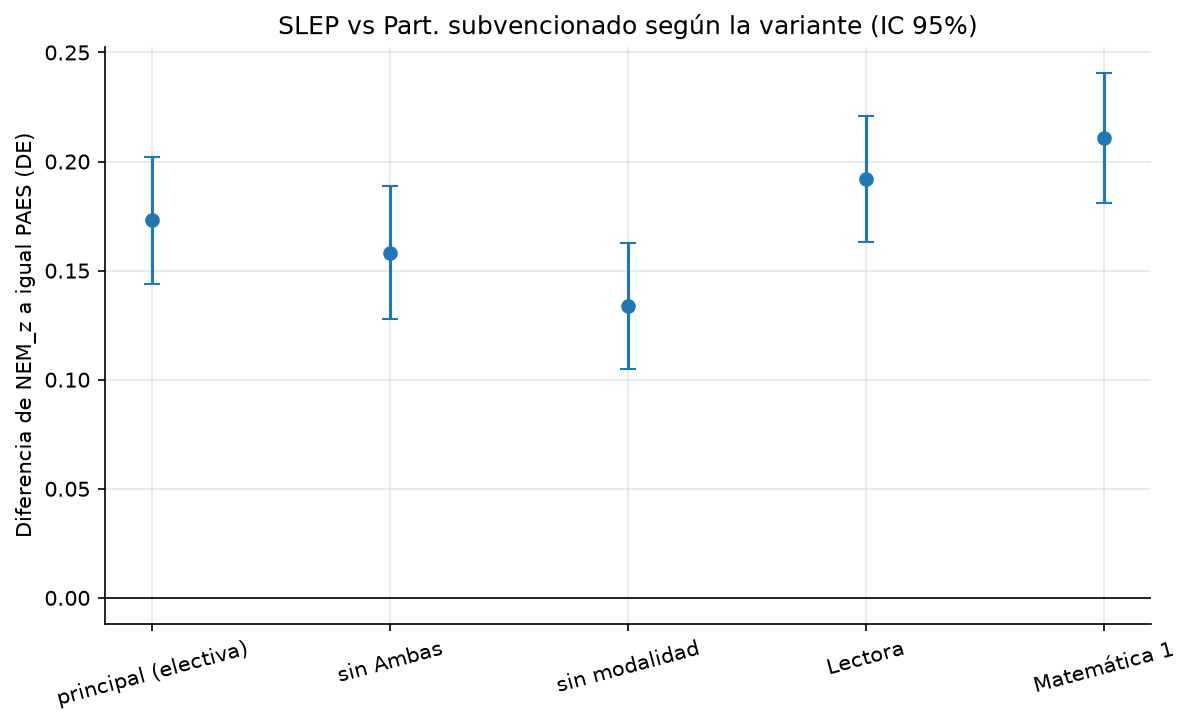 SLEP vs Part. subvencionado según la variante (IC 95%)
Diferencia de NEM_z a igual PAES (DE)
0.25
0.20
0.15
0.10
0.05
0.00
principal (electiva)
sin Ambas
sin modalidad
Lectora
Matemática 1